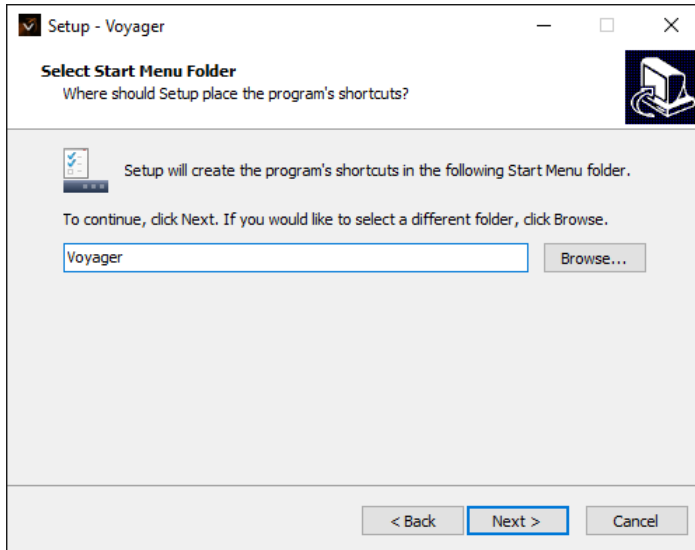 Setup - Voyager
Select Start Menu Folder
Where should Setup place the program's shortcuts?
Setup will create the program's shortcuts in the following Start Menu folder.
To continue, click Next. If you would like to select a different folder, click Browse.
Voyager
Browse...
< Back
Next >
Cancel